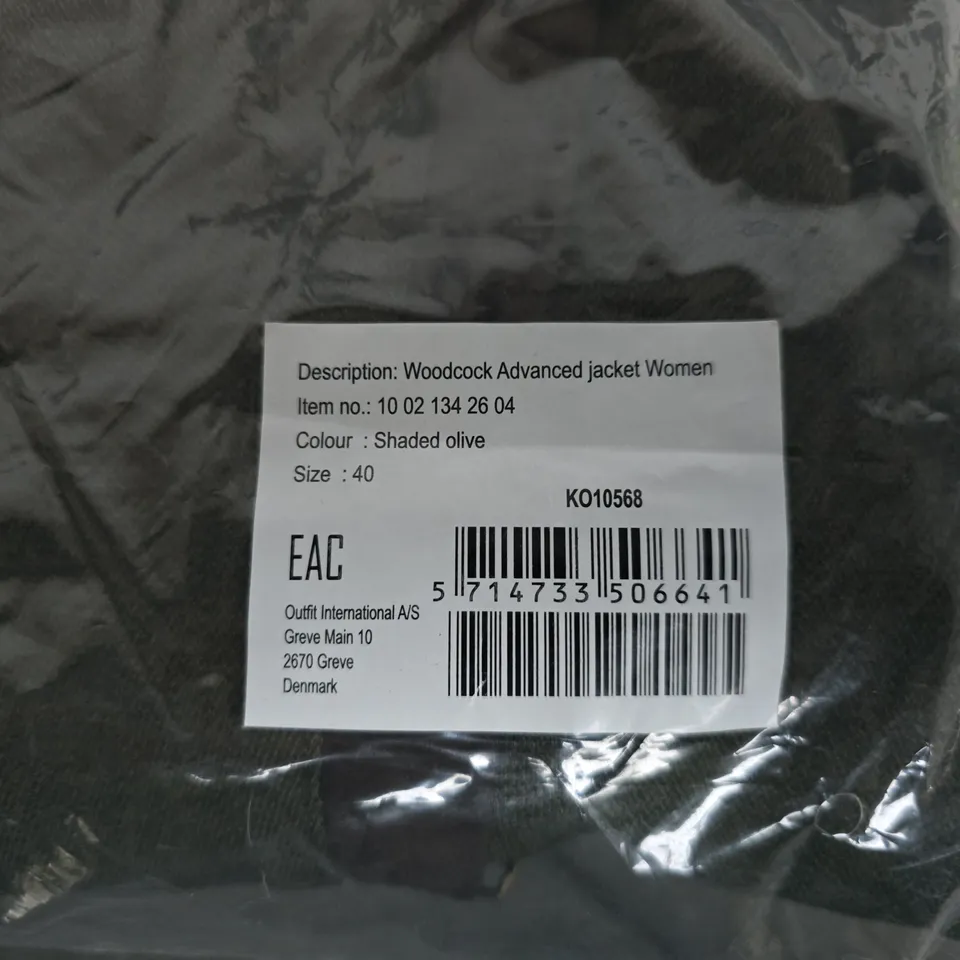 Description: Woodcock Advanced jacket Women
Item no.: 10 02 134 26 04
Colour : Shaded olive
Size : 40
KO10568
EAC
5 714733 506641
Outfit International A/S
Greve Main 10
2670 Greve
Denmark